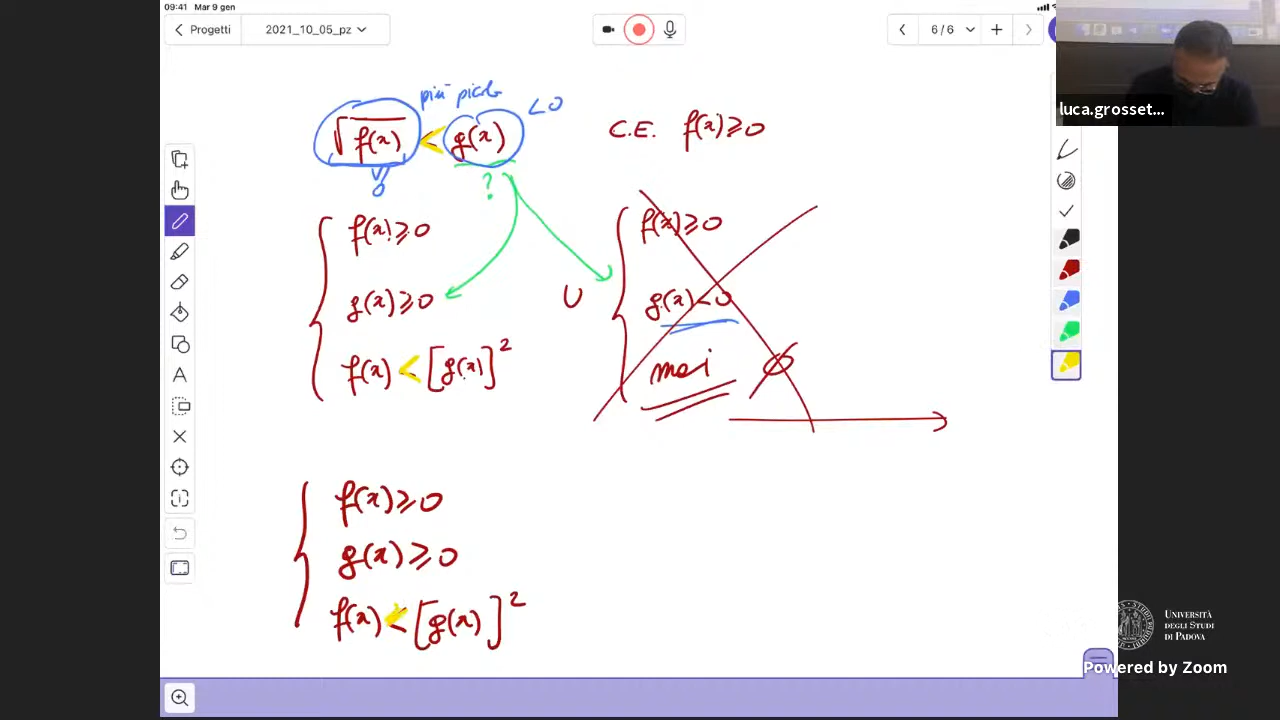 09:41 Mar 9 gen
Progetti
2021_10_05_pz
6/6
luca.grosset...
più piccolo
√f(x) < g(x) < 0
C.E. f(x) ≥ 0
0
?
f(x) ≥ 0
g(x) ≥ 0
f(x) < [g(x)]²
U
f(x) ≥ 0
g(x) < 0
mai
∅
f(x) ≥ 0
g(x) ≥ 0
f(x) < [g(x)]²
UNIVERSITÀ
DEGLI STUDI
DI PADOVA
Powered by Zoom